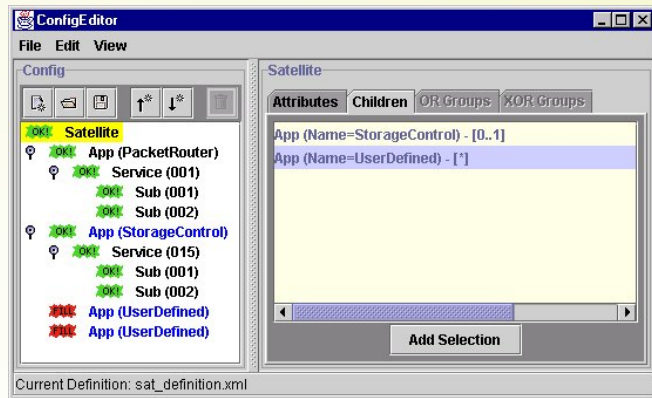 ConfigEditor
File Edit View
Config
OK! Satellite
OK! App (PacketRouter)
OK! Service (001)
OK! Sub (001)
OK! Sub (002)
OK! App (StorageControl)
OK! Service (015)
OK! Sub (001)
OK! Sub (002)
FILL App (UserDefined)
FILL App (UserDefined)
Satellite
Attributes Children OR Groups XOR Groups
App (Name=StorageControl) - [0..1]
App (Name=UserDefined) - [*]
Add Selection
Current Definition: sat_definition.xml